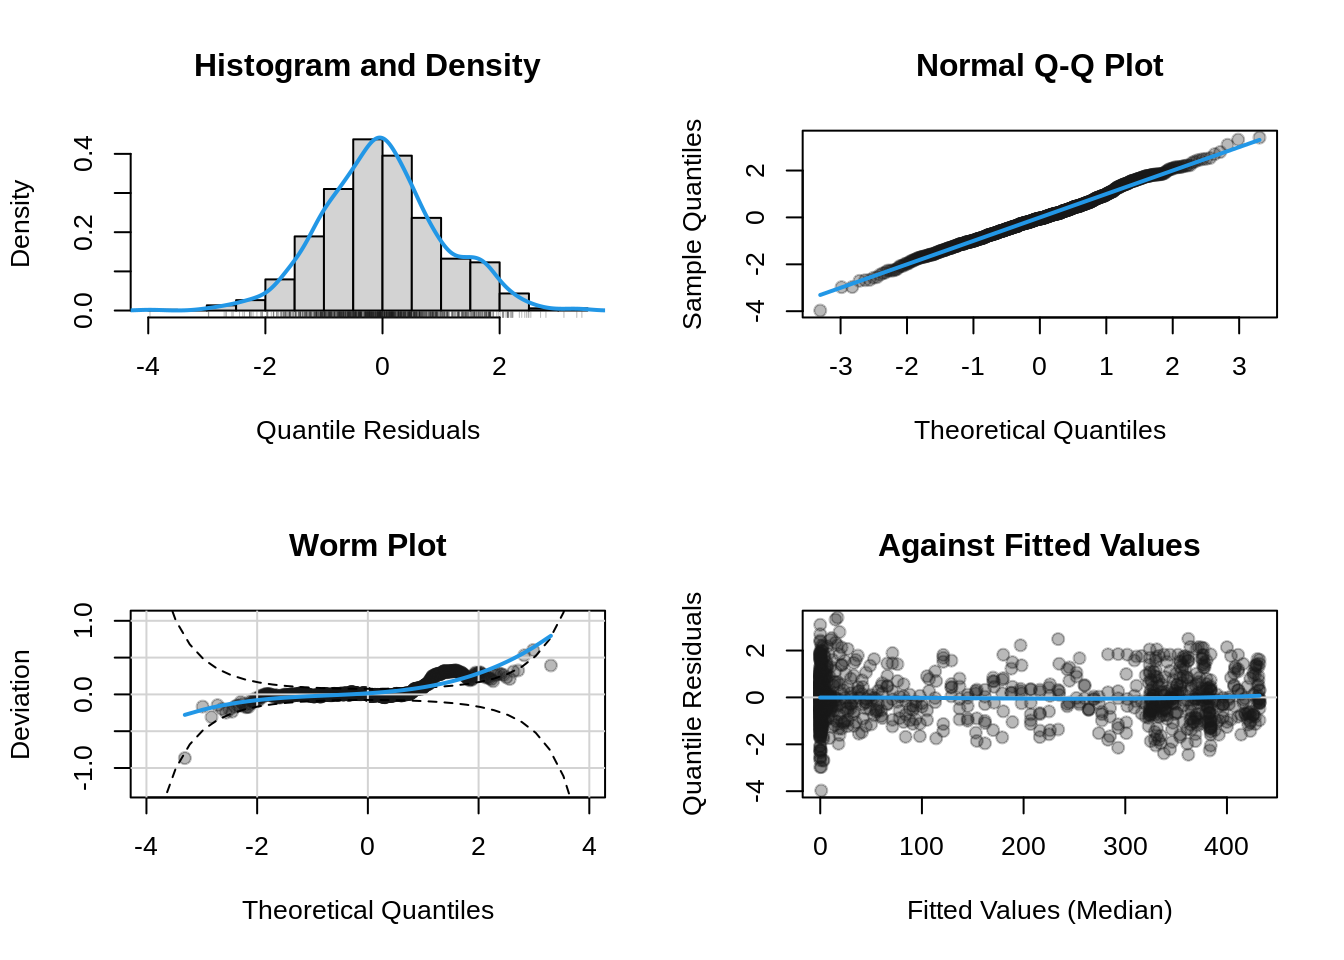 Histogram and Density
Density
0.0 0.2 0.4
-4 -2 0 2
Quantile Residuals
Normal Q-Q Plot
Sample Quantiles
-4 -2 0 2
-3 -2 -1 0 1 2 3
Theoretical Quantiles
Worm Plot
Deviation
-1.0 0.0 1.0
-4 -2 0 2 4
Theoretical Quantiles
Against Fitted Values
Quantile Residuals
-4 -2 0 2
0 100 200 300 400
Fitted Values (Median)